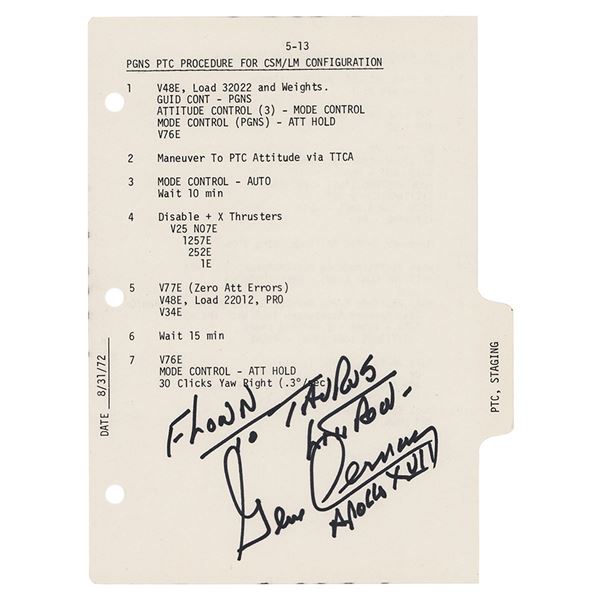 5-13
PGNS PTC PROCEDURE FOR CSM/LM CONFIGURATION
1 V48E, Load 32022 and Weights.
GUID CONT - PGNS
ATTITUDE CONTROL (3) - MODE CONTROL
MODE CONTROL (PGNS) - ATT HOLD
V76E
2 Maneuver To PTC Attitude via TTCA
3 MODE CONTROL - AUTO
Wait 10 min
4 Disable + X Thrusters
V25 N07E
1257E
252E
1E
5 V77E (Zero Att Errors)
V48E, Load 22012, PRO
V34E
6 Wait 15 min
7 V76E
MODE CONTROL - ATT HOLD
30 Clicks Yaw Right (.3°/sec)
DATE 8/31/72
PTC, STAGING
FLOWN
TO TAURUS
LITTROW-
Gene Cernan
Apollo XVII